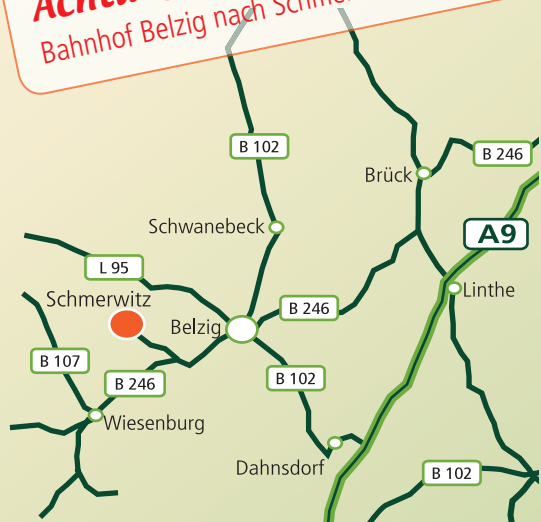 Bahnhof Belzig nach
B 102
B 246
Brück
Schwanebeck
A9
L 95
Schmerwitz
Linthe
B 246
Belzig
B 107
B 246
B 102
Wiesenburg
Dahnsdorf
B 102